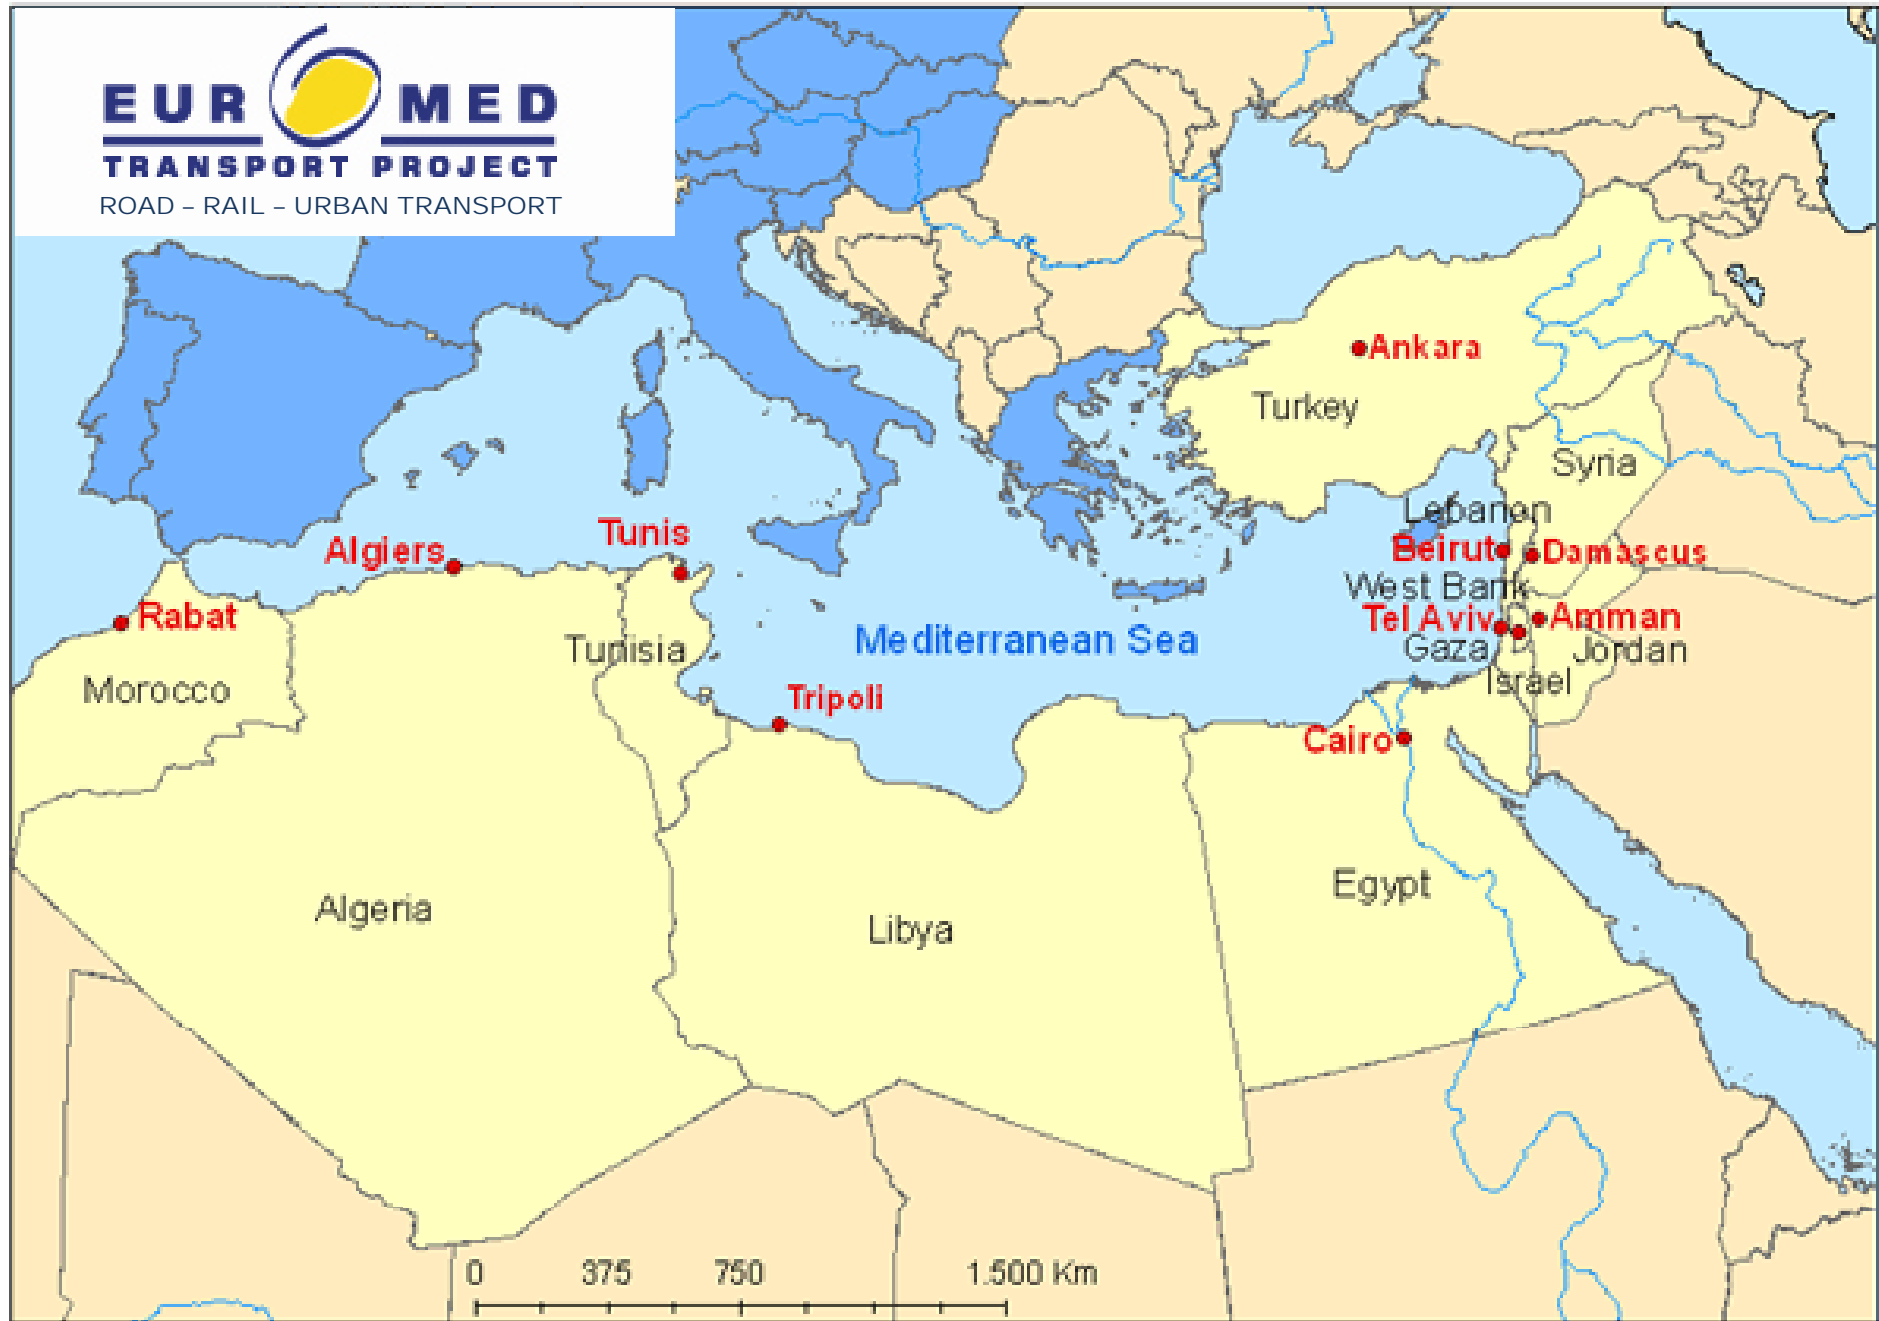 EUR MED
TRANSPORT PROJECT
ROAD – RAIL – URBAN TRANSPORT
Ankara
Turkey
Syria
Lebanon
Tunis
Algiers
Beirut
Damascus
West Bank
Rabat
Tel Aviv
Amman
Mediterranean Sea
Tunisia
Gaza
Jordan
Israel
Morocco
Tripoli
Cairo
Egypt
Algeria
Libya
0 375 750 1.500 Km